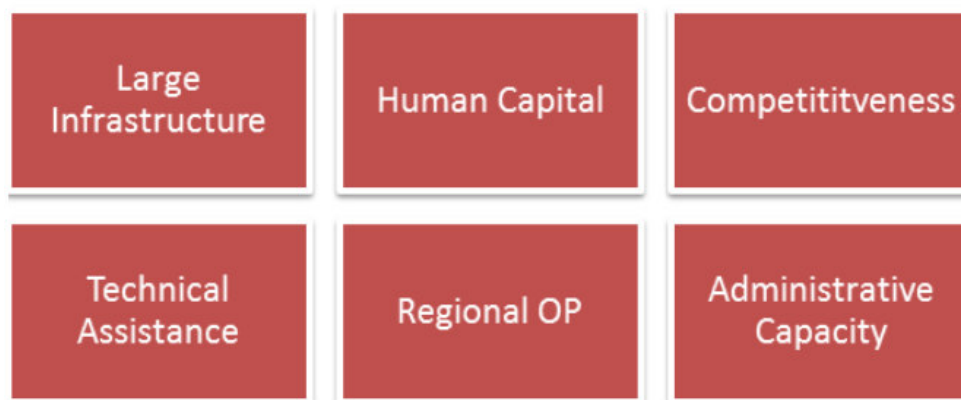 Large
Infrastructure
Human Capital
Competititveness
Technical
Assistance
Regional OP
Administrative
Capacity